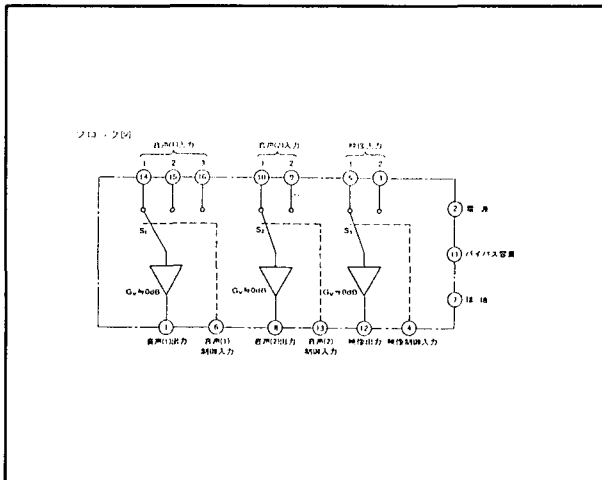 ブロック図
音声(1)入力 音声(2)入力 映像入力
1 2 3 1 2 1 2
14 15 16 10 9 5 3
2 電源
S₁ S₂ S₃
11 バイパス容量
Gᵥ≒0dB Gᵥ≒0dB Gᵥ≒0dB
7 接地
1 6 8 13 12 4
音声(1)出力 音声(1) 音声(2)出力 音声(2) 映像出力 映像制御入力
制御入力 制御入力